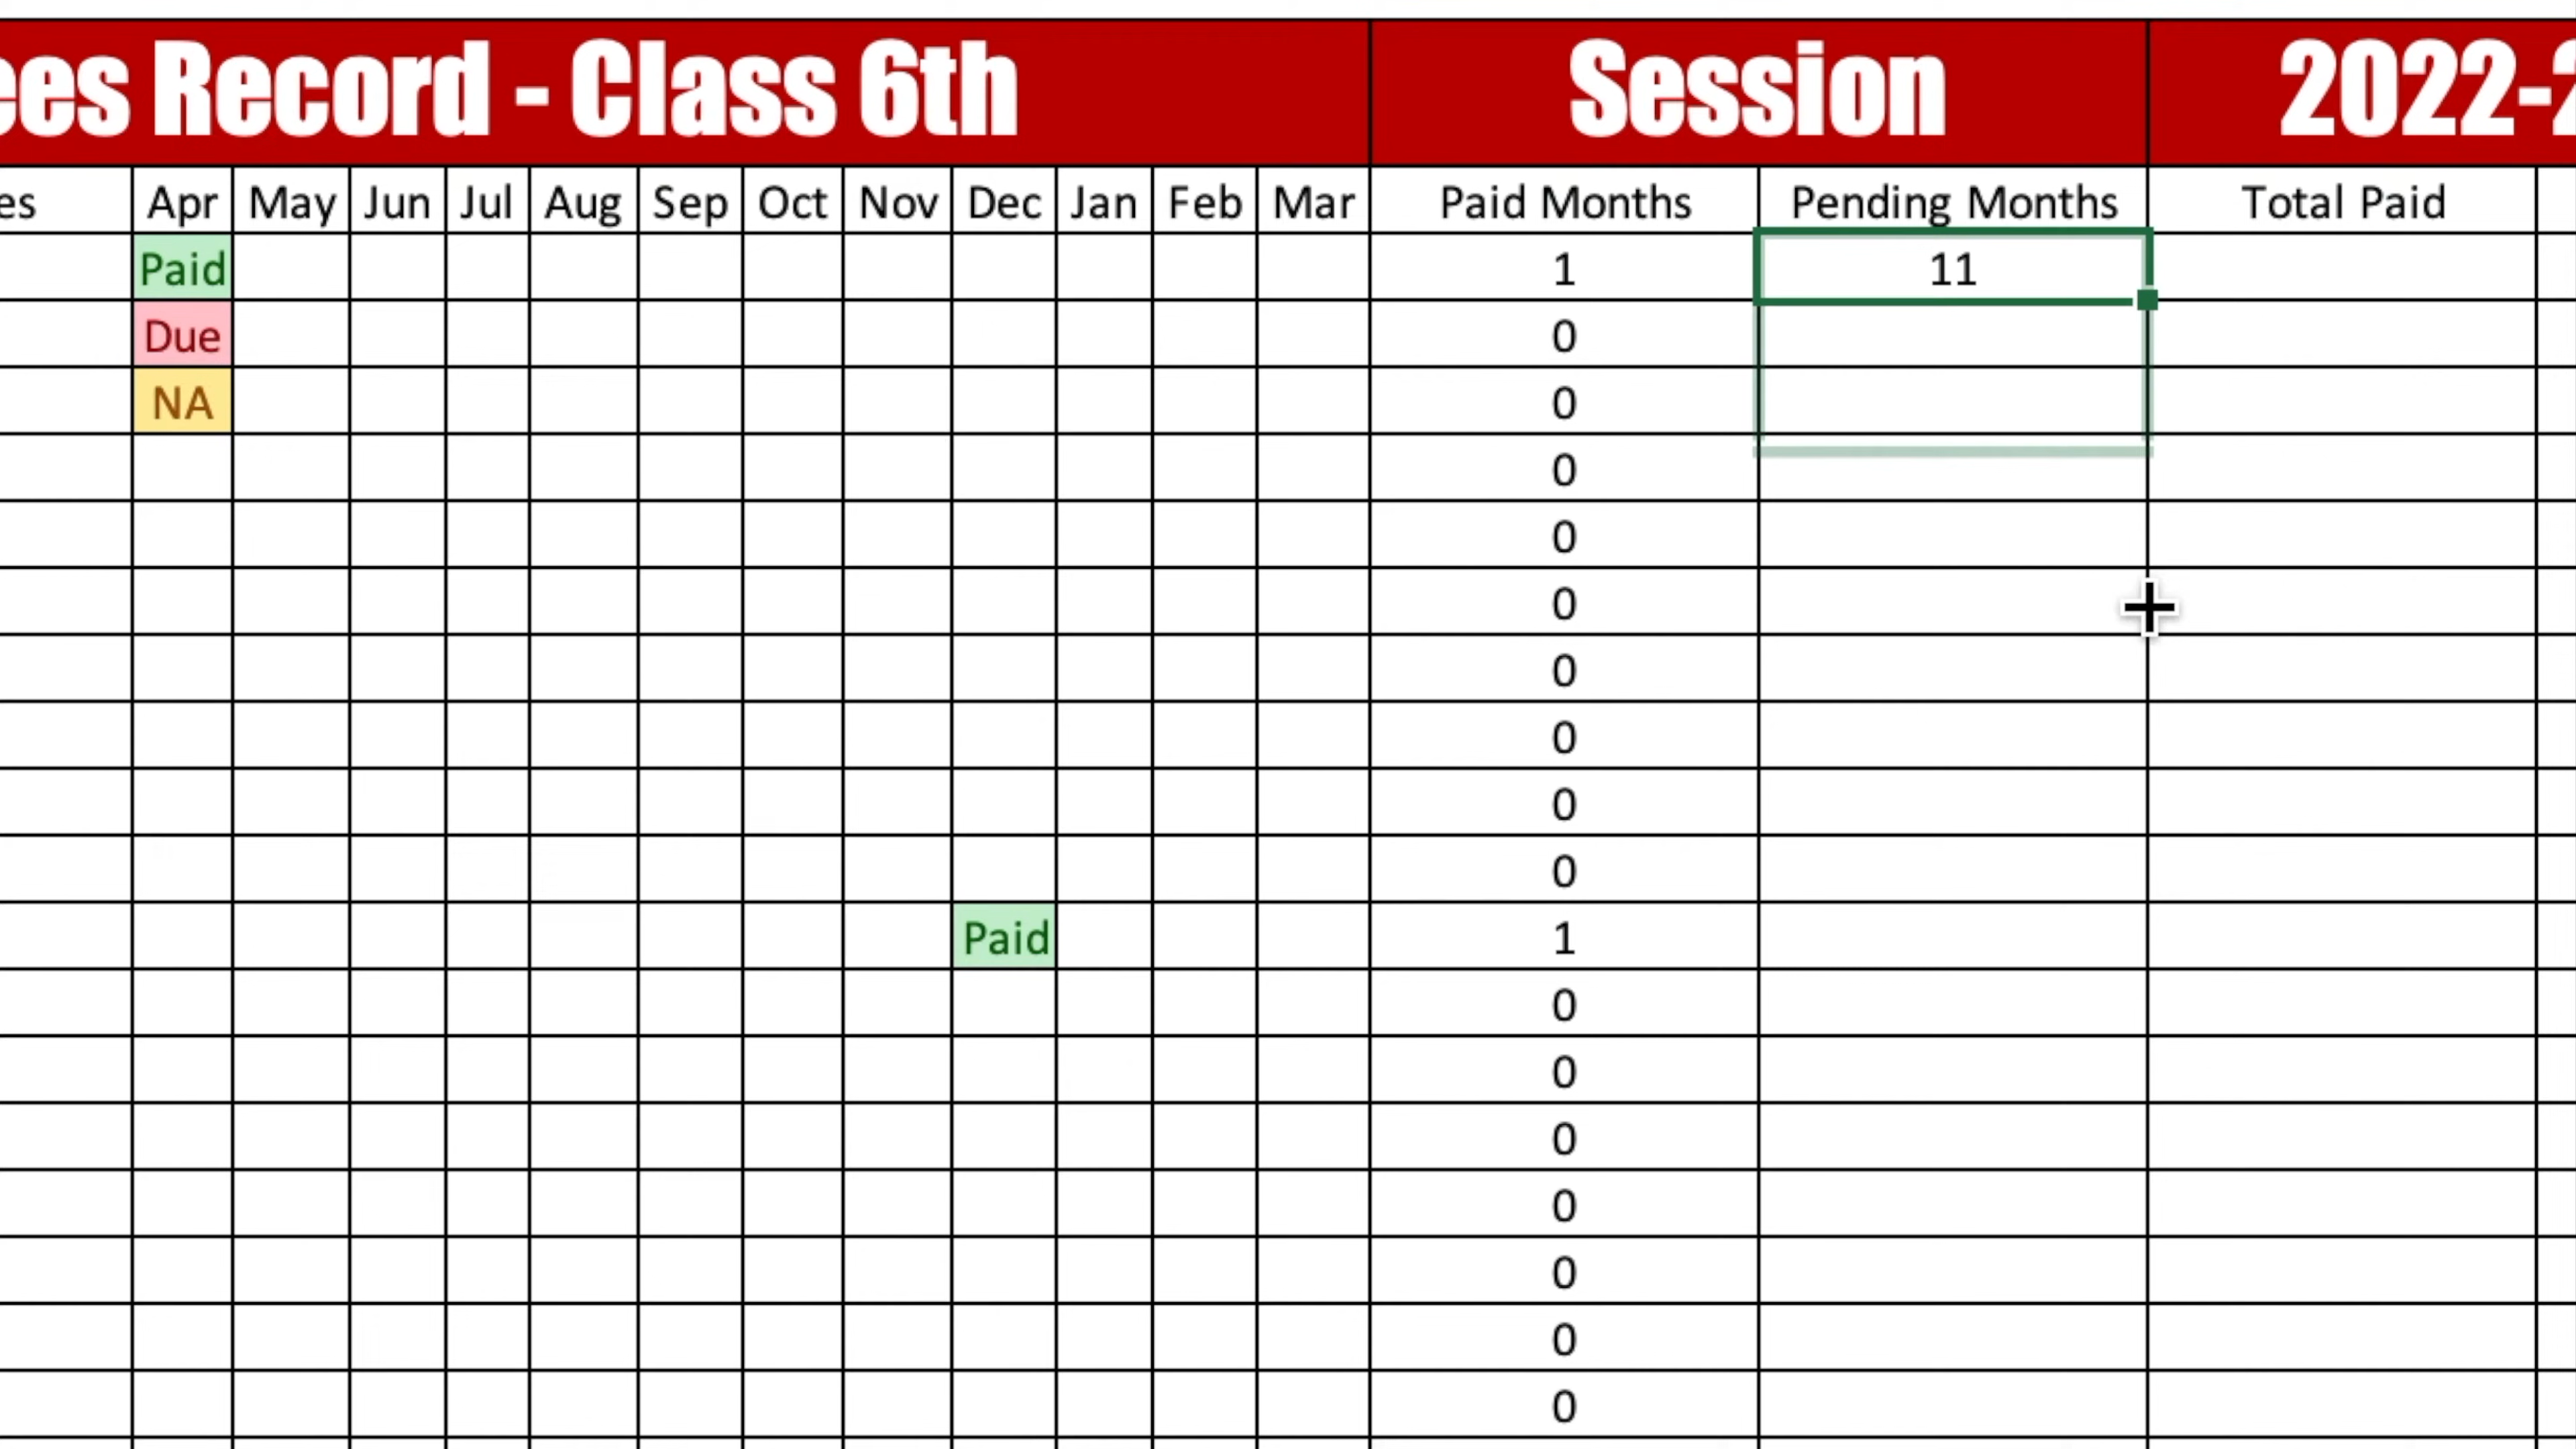 ees Record - Class 6th Session 2022-2
es Apr May Jun Jul Aug Sep Oct Nov Dec Jan Feb Mar Paid Months Pending Months Total Paid
Paid 1 11
Due 0
NA 0
0
0
0
0
0
0
0
Paid 1
0
0
0
0
0
0
0